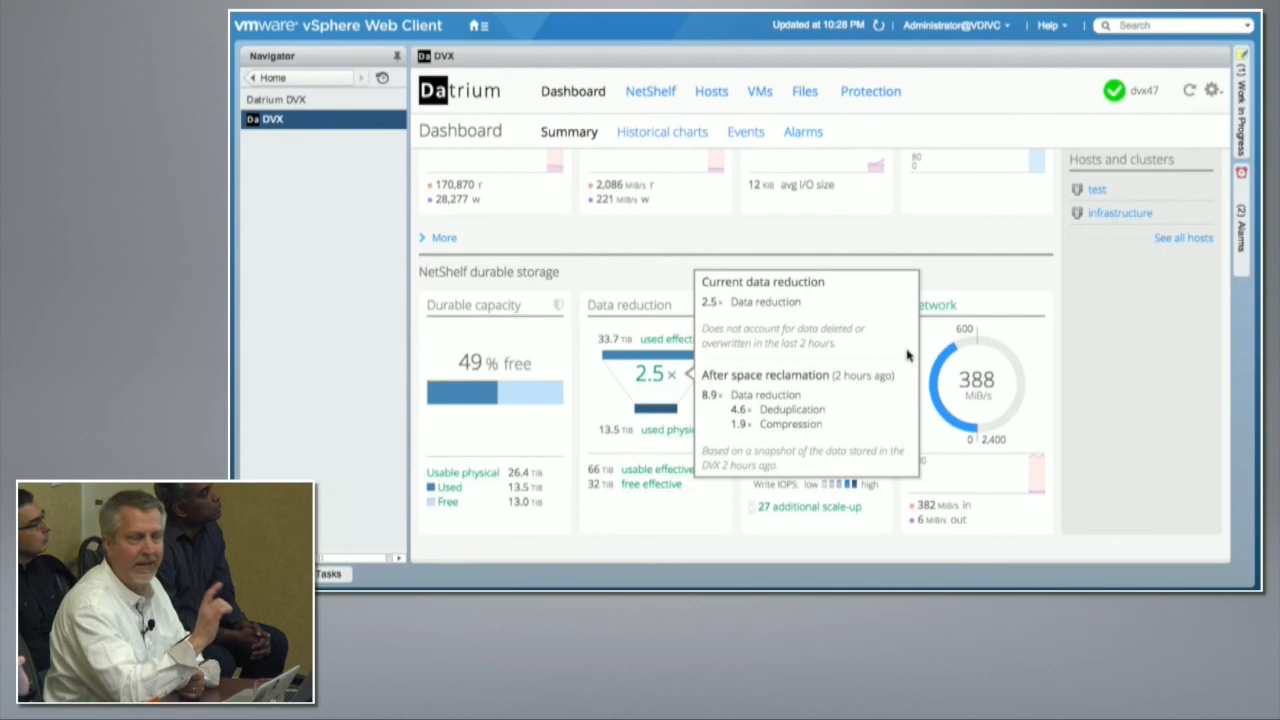 vmware® vSphere Web Client
Updated at 10:28 PM
Administrator@VDIVC
Help
Search
Navigator
Home
Datrium DVX
Da DVX
Da DVX
Datrium
Dashboard
NetShelf
Hosts
VMs
Files
Protection
dvx47
Dashboard
Summary
Historical charts
Events
Alarms
170,870 r
28,277 w
2,086 MiB/s r
221 MiB/s w
12 KiB avg I/O size
80
0
Hosts and clusters
test
infrastructure
See all hosts
More
NetShelf durable storage
Durable capacity
49 % free
Usable physical 26.4 TiB
Used 13.5 TiB
Free 13.0 TiB
Data reduction
33.7 TiB used effect
2.5 ×
13.5 TiB used physi
66 TiB usable effective
32 TiB free effective
Current data reduction
2.5× Data reduction
Does not account for data deleted or
overwritten in the last 2 hours.
After space reclamation (2 hours ago)
8.9× Data reduction
4.6× Deduplication
1.9× Compression
Based on a snapshot of the data stored in the
DVX 2 hours ago.
Write IOPS: low high
27 additional scale-up
etwork
600
388
MiB/s
0 2,400
382 MiB/s in
6 MiB/s out
(1) Work In Progress
(2) Alarms
Tasks